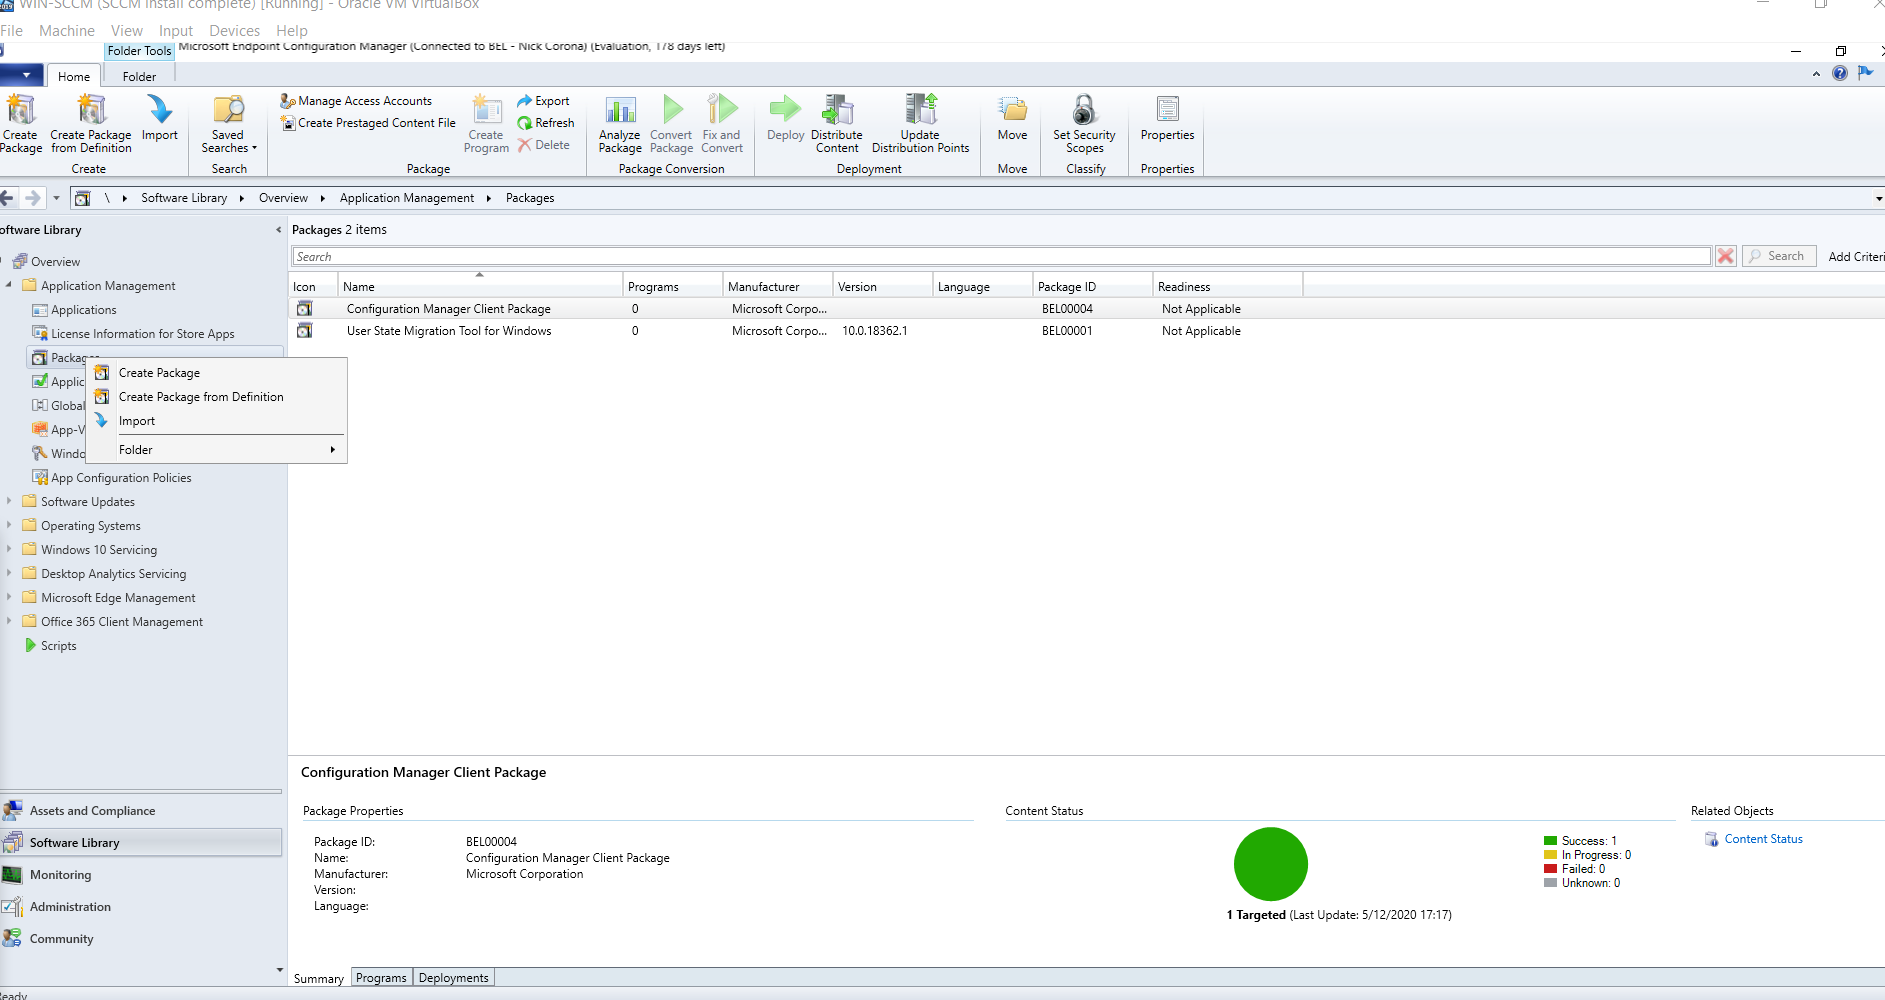 WIN-SCCM (SCCM Install complete) [Running] - Oracle VM VirtualBox
File Machine View Input Devices Help
Folder Tools Microsoft Endpoint Configuration Manager (Connected to BEL - Nick Corona) (Evaluation, 178 days left)
Home Folder
Create Package
Create Package from Definition
Import
Create
Saved Searches
Search
Manage Access Accounts
Create Prestaged Content File
Create Program
Export
Refresh
Delete
Package
Analyze Package
Convert Package
Fix and Convert
Package Conversion
Deploy
Distribute Content
Update Distribution Points
Deployment
Move
Move
Set Security Scopes
Classify
Properties
Properties
\ Software Library Overview Application Management Packages
oftware Library
Overview
Application Management
Applications
License Information for Store Apps
Packages
Applic
Global
App-V
Windo
App Configuration Policies
Software Updates
Operating Systems
Windows 10 Servicing
Desktop Analytics Servicing
Microsoft Edge Management
Office 365 Client Management
Scripts
Create Package
Create Package from Definition
Import
Folder
Assets and Compliance
Software Library
Monitoring
Administration
Community
Packages 2 items
Search Search Add Criteri
Icon Name Programs Manufacturer Version Language Package ID Readiness
Configuration Manager Client Package 0 Microsoft Corpo... BEL00004 Not Applicable
User State Migration Tool for Windows 0 Microsoft Corpo... 10.0.18362.1 BEL00001 Not Applicable
Configuration Manager Client Package
Package Properties
Package ID: BEL00004
Name: Configuration Manager Client Package
Manufacturer: Microsoft Corporation
Version:
Language:
Content Status
Success: 1
In Progress: 0
Failed: 0
Unknown: 0
1 Targeted (Last Update: 5/12/2020 17:17)
Related Objects
Content Status
Summary Programs Deployments
Ready